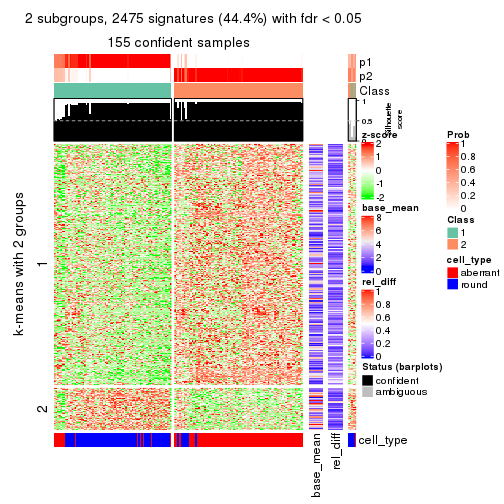 2 subgroups, 2475 signatures (44.4%) with fdr < 0.05
155 confident samples
p1
p2
Class
1
0.5
0
silhouette
score
k-means with 2 groups
1
2
base_mean
rel_diff
cell_type
z-score
2
1
0
-1
-2
base_mean
8
6
4
2
0
rel_diff
1
0.8
0.6
0.4
0.2
0
Status (barplots)
confident
ambiguous
Prob
1
0.8
0.6
0.4
0.2
0
Class
1
2
cell_type
aberrant
round